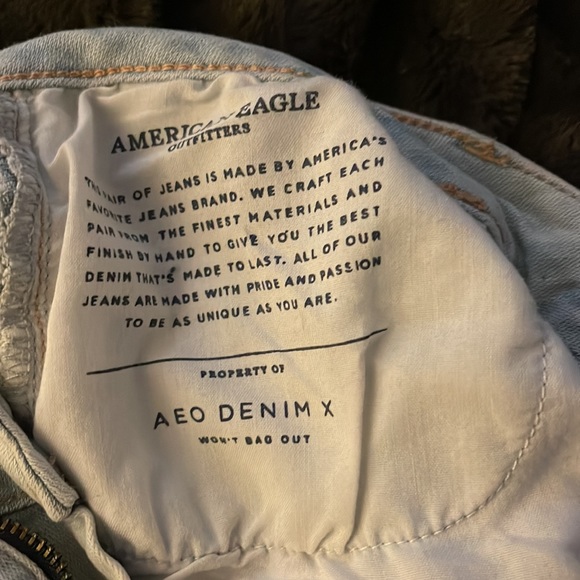 AMERICAN EAGLE
OUTFITTERS
THIS PAIR OF JEANS IS MADE BY AMERICA'S
FAVORITE JEANS BRAND. WE CRAFT EACH
PAIR FROM THE FINEST MATERIALS AND
FINISH BY HAND TO GIVE YOU THE BEST
DENIM THAT'S MADE TO LAST. ALL OF OUR
JEANS ARE MADE WITH PRIDE AND PASSION
TO BE AS UNIQUE AS YOU ARE.
PROPERTY OF
AEO DENIM X
WON'T BAG OUT